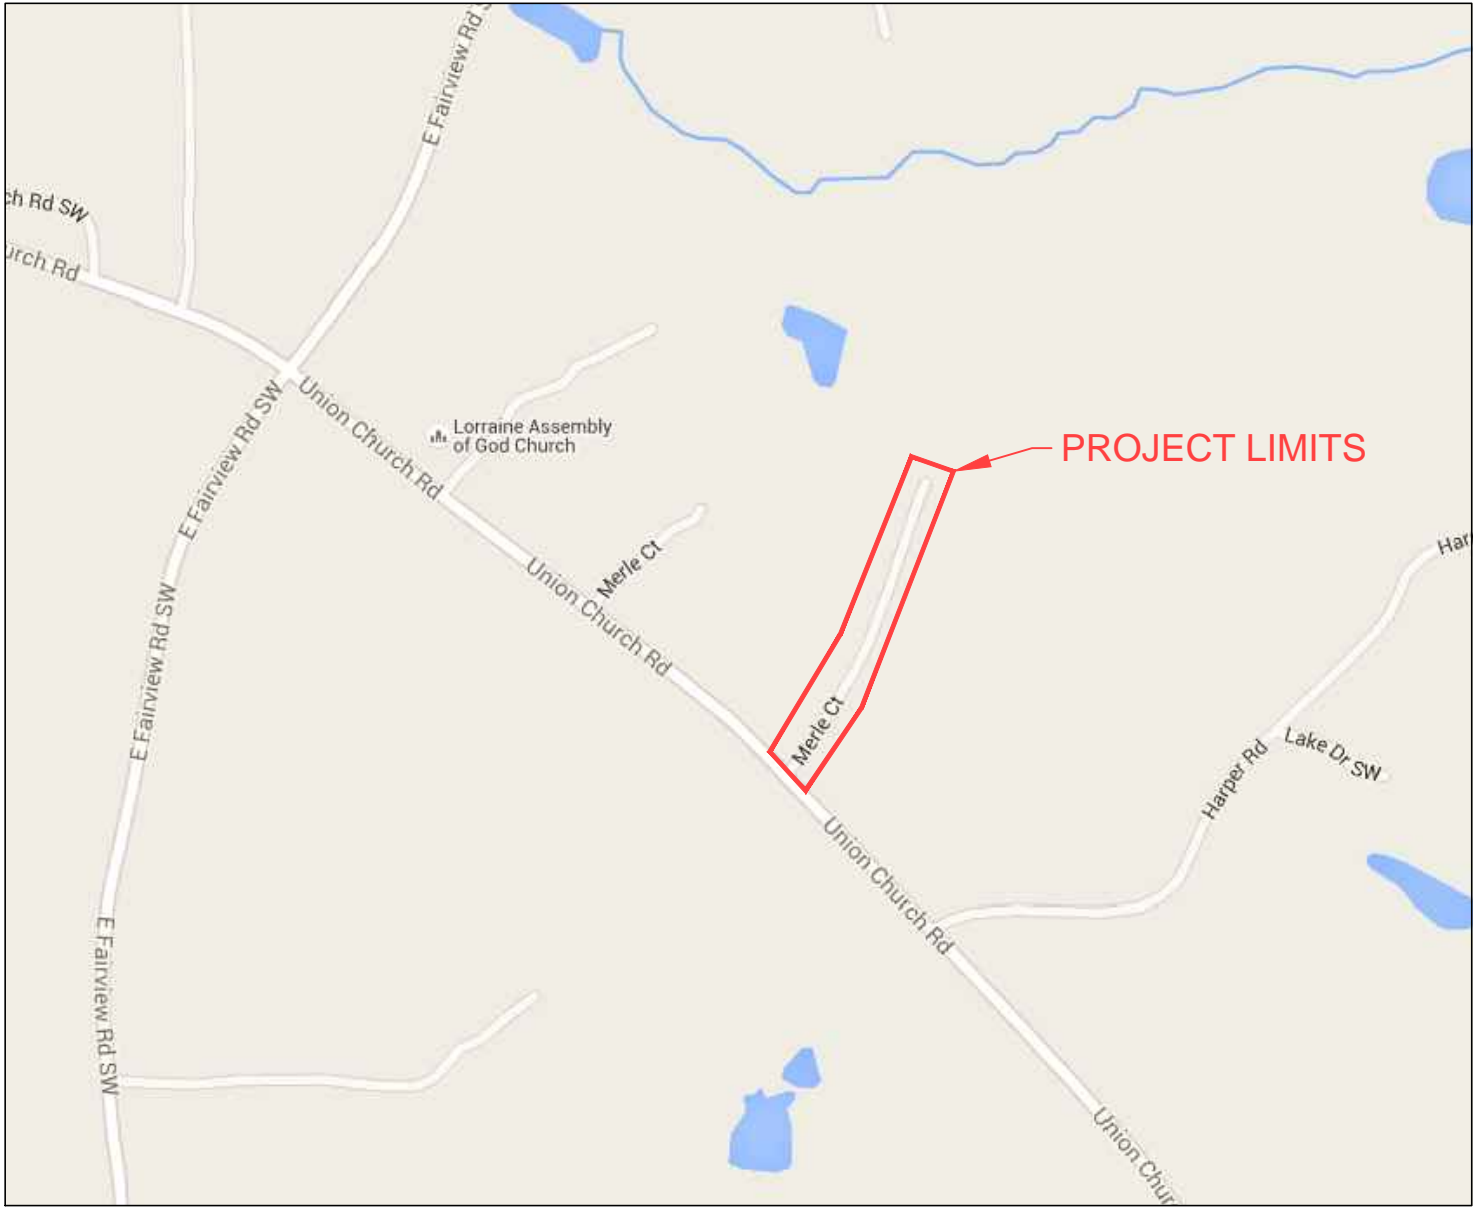 E Fairview Rd S
ch Rd SW
urch Rd
E Fairview Rd SW
Union Church Rd
Lorraine Assembly
of God Church
PROJECT LIMITS
Merle Ct
Union Church Rd
Har
E Fairview Rd SW
Merle Ct
Lake Dr SW
Harper Rd
Union Church Rd
E Fairview Rd SW
Union Chur